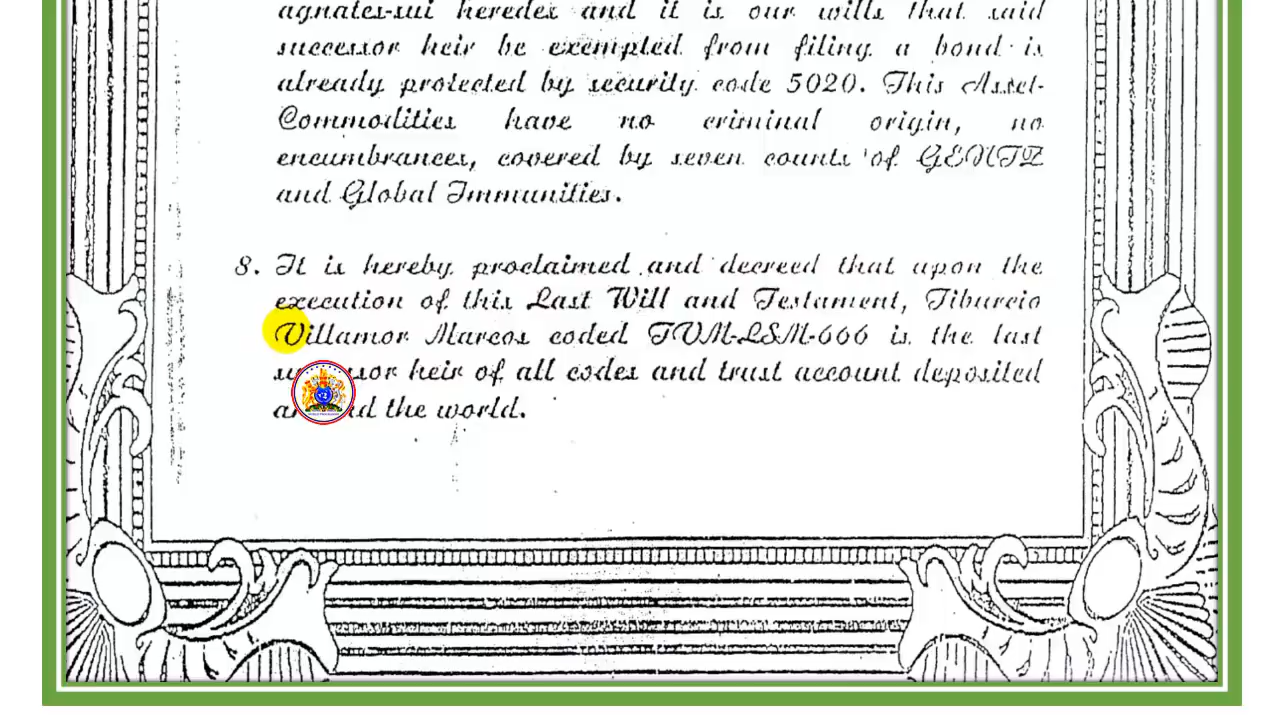 agnates-sui heredes and it is our wills that said
successor heir be exempted from filing a bond is
already protected by security code 5020. This Asset-
Commodities have no criminal origin, no
encumbrances, covered by seven counts of GENTZ
and Global Immunities.
8. It is hereby proclaimed and decreed that upon the
execution of this Last Will and Testament, Tiburcio
Villamor Marcos coded TVM-LSM-666 is the last
heir of all codes and trust account deposited
the world.